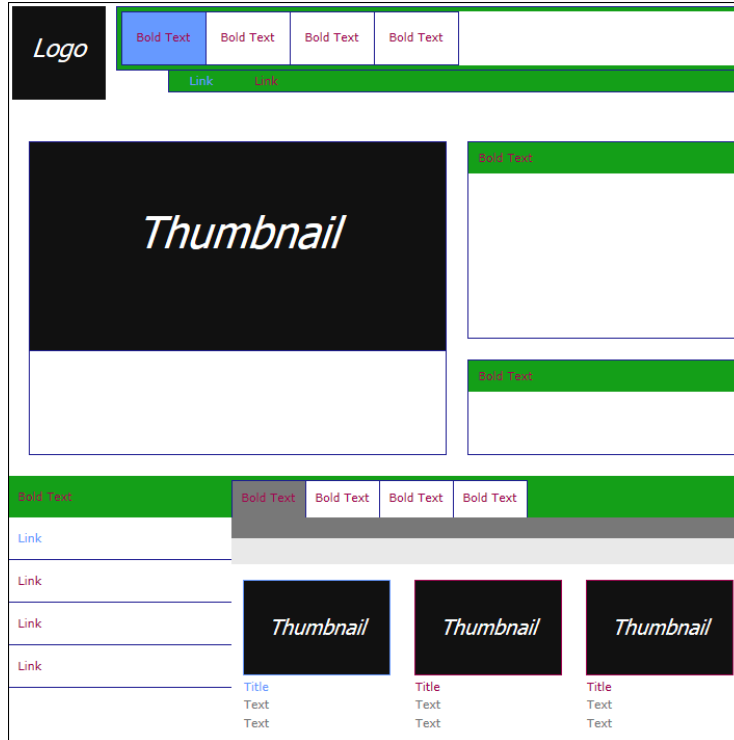 Logo
Bold Text Bold Text Bold Text Bold Text
Link Link
Thumbnail
Bold Text
Bold Text
Bold Text
Link
Link
Link
Link
Bold Text Bold Text Bold Text Bold Text
Thumbnail Thumbnail Thumbnail
Title Title Title
Text Text Text
Text Text Text